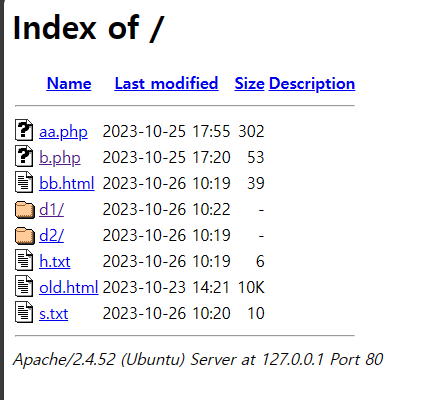 Index of /
Name Last modified Size Description
aa.php 2023-10-25 17:55 302
b.php 2023-10-25 17:20 53
bb.html 2023-10-26 10:19 39
d1/ 2023-10-26 10:22 -
d2/ 2023-10-26 10:19 -
h.txt 2023-10-26 10:19 6
old.html 2023-10-23 14:21 10K
s.txt 2023-10-26 10:20 10
Apache/2.4.52 (Ubuntu) Server at 127.0.0.1 Port 80